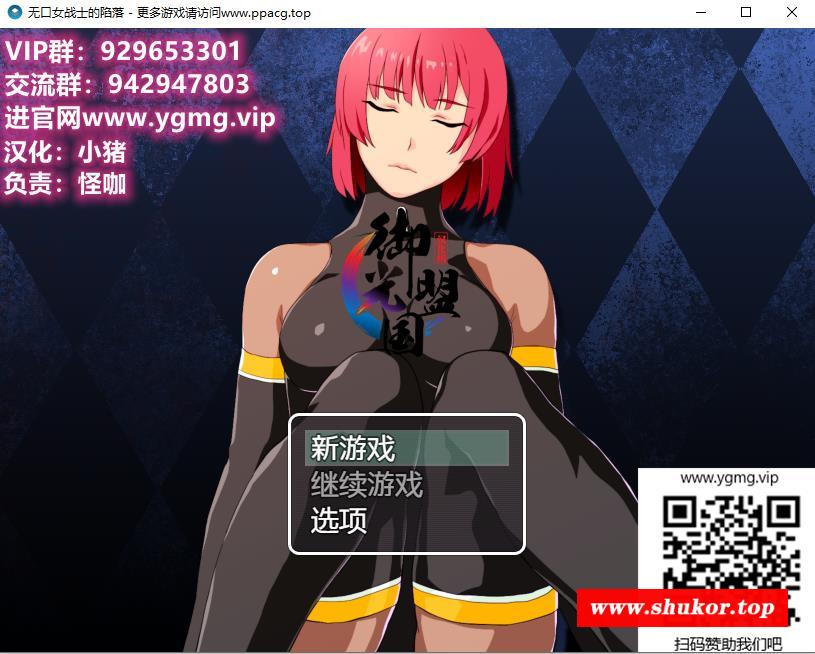 无口女战士的陷落 - 更多游戏请访问www.ppacg.top
VIP群：929653301
交流群：942947803
进官网www.ygmg.vip
汉化：小猪
负责：怪咖
御
光
盟
国
新游戏
继续游戏
选项
www.ygmg.vip
www.shukor.top
扫码赞助我们吧